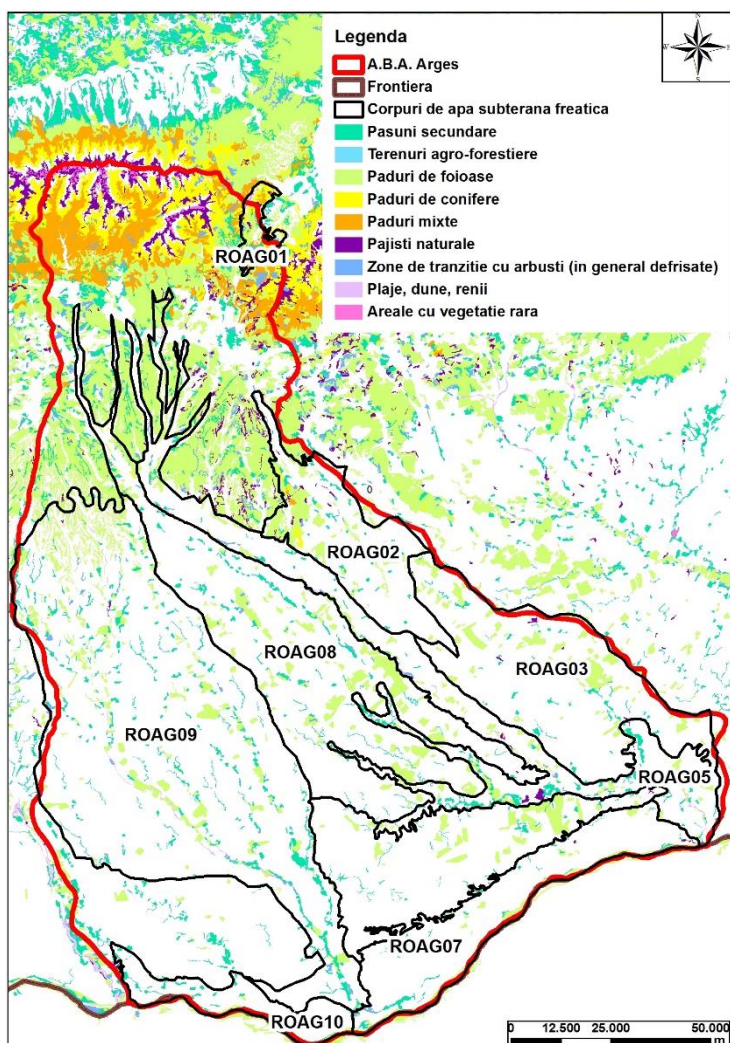 N
W
E
S
Legenda
A.B.A. Arges
Frontiera
Corpuri de apa subterana freatica
Pasuni secundare
Terenuri agro-forestiere
Paduri de foioase
Paduri de conifere
Paduri mixte
Pajisti naturale
Zone de tranzitie cu arbusti (in general defrisate)
Plaje, dune, renii
Areale cu vegetatie rara
ROAG01
ROAG02
ROAG08
ROAG03
ROAG09
ROAG05
ROAG07
ROAG10
0 12.500 25.000 50.000
m